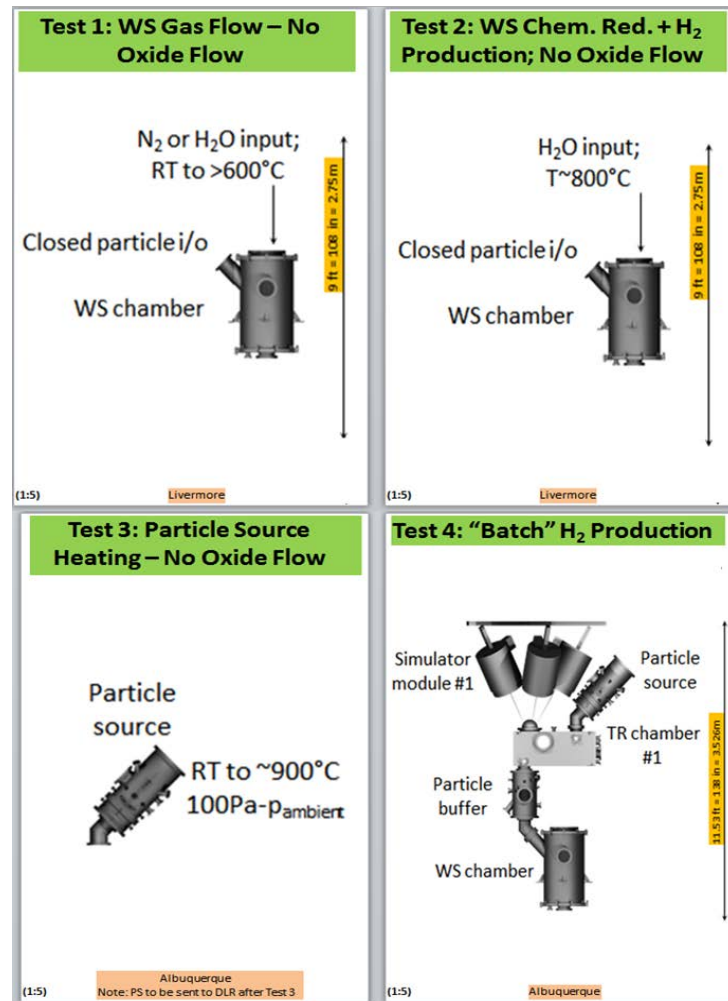 Test 1: WS Gas Flow – No
Oxide Flow
N₂ or H₂O input;
RT to >600°C
Closed particle i/o
WS chamber
9 ft = 108 in = 2.75m
(1:5)
Livermore
Test 2: WS Chem. Red. + H₂
Production; No Oxide Flow
H₂O input;
T~800°C
Closed particle i/o
WS chamber
9 ft = 108 in = 2.75m
(1:5)
Livermore
Test 3: Particle Source
Heating – No Oxide Flow
Particle
source
RT to ~900°C
100Pa-pambient
(1:5)
Albuquerque
Note: PS to be sent to DLR after Test 3
Test 4: “Batch” H₂ Production
Simulator
module #1
Particle
source
TR chamber
#1
Particle
buffer
WS chamber
11.53 ft = 138 in = 3.526m
(1:5)
Albuquerque